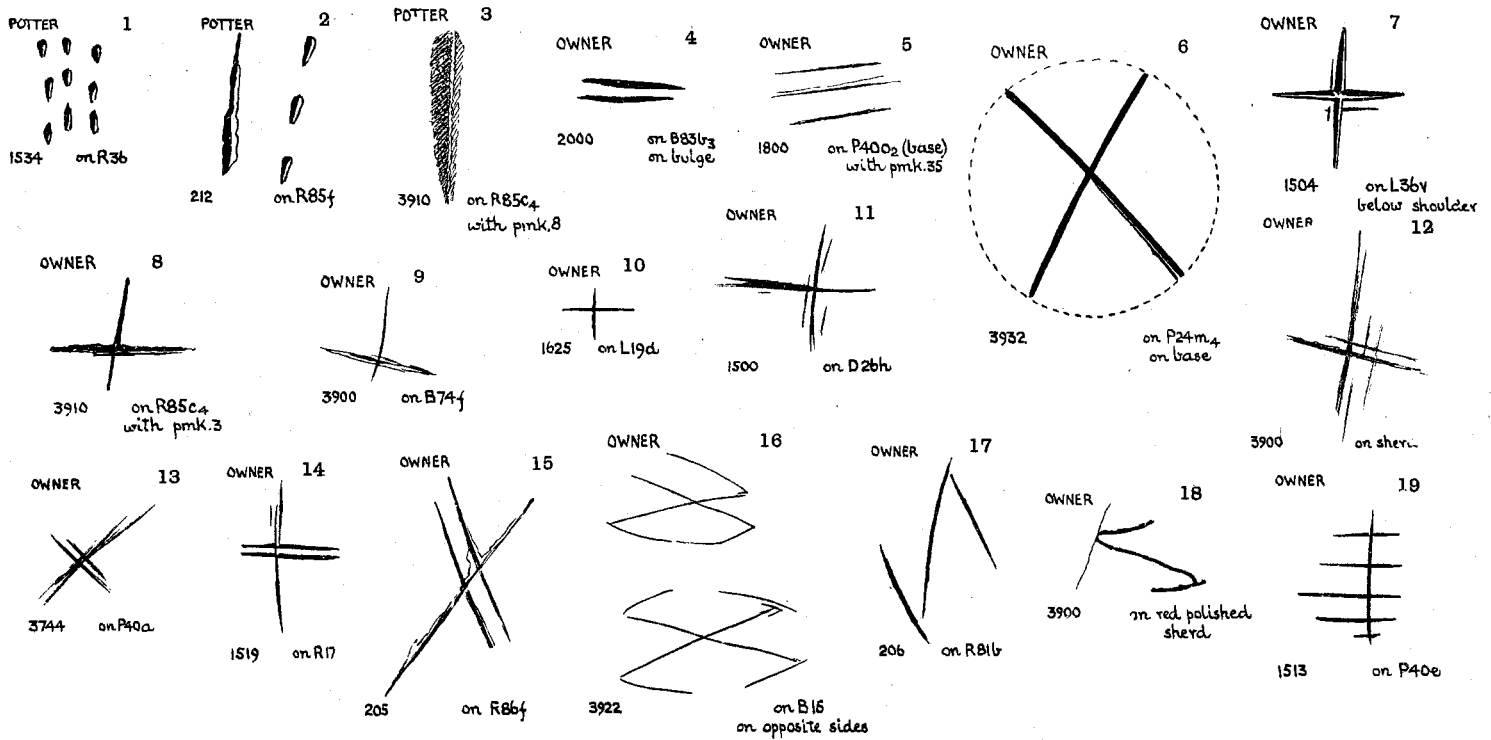 POTTER 1
1534 on R3b
POTTER 2
212 on R85f
POTTER 3
3910 on R85c4
with pmk.8
OWNER 4
2000 on B83b3
on bulge
OWNER 5
1800 on P40o2 (base)
with pmk.35
OWNER 6
3932 on P24m4
on base
OWNER 7
1504 on L36v
below shoulder
OWNER 8
3910 on R85c4
with pmk.3
OWNER 9
3900 on B74f
OWNER 10
1625 on L19d
OWNER 11
1500 on D26h
OWNER 12
3900 on
OWNER 13
3744 on P40a
OWNER 14
1519 on R17
OWNER 15
205 on R86f
OWNER 16
3922 on
on opposite sides
OWNER 17
206 on R81b
OWNER 18
3900 on red polished
sherd
OWNER 19
1513 on P40e